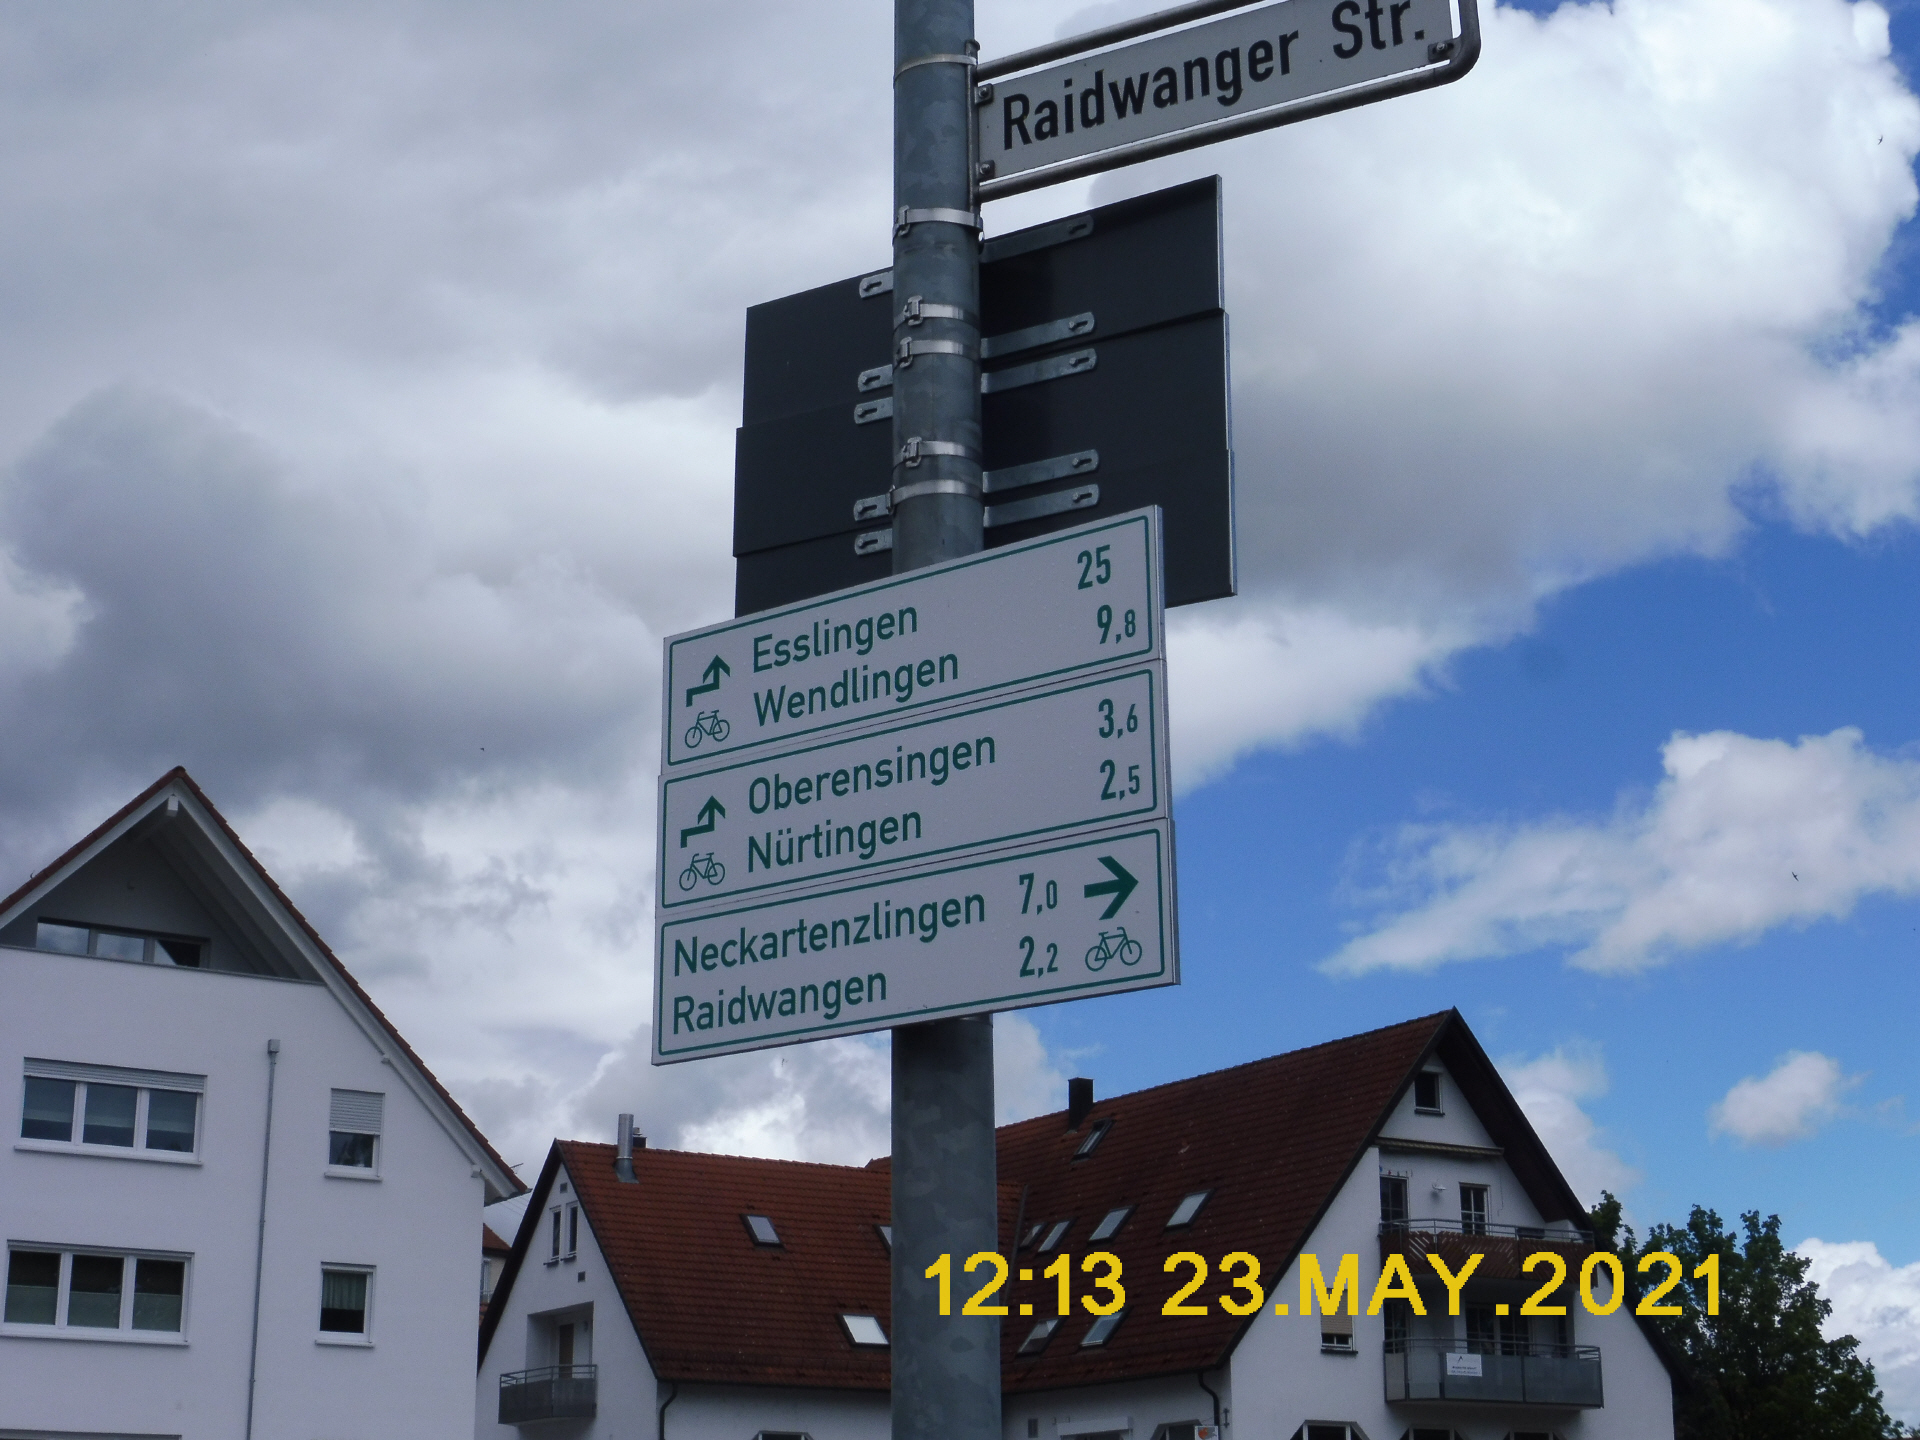 Raidwanger Str.
Esslingen 25
Wendlingen 9,8
Oberensingen 3,6
Nürtingen 2,5
Neckartenzlingen 7,0
Raidwangen 2,2
12:13 23.MAY.2021